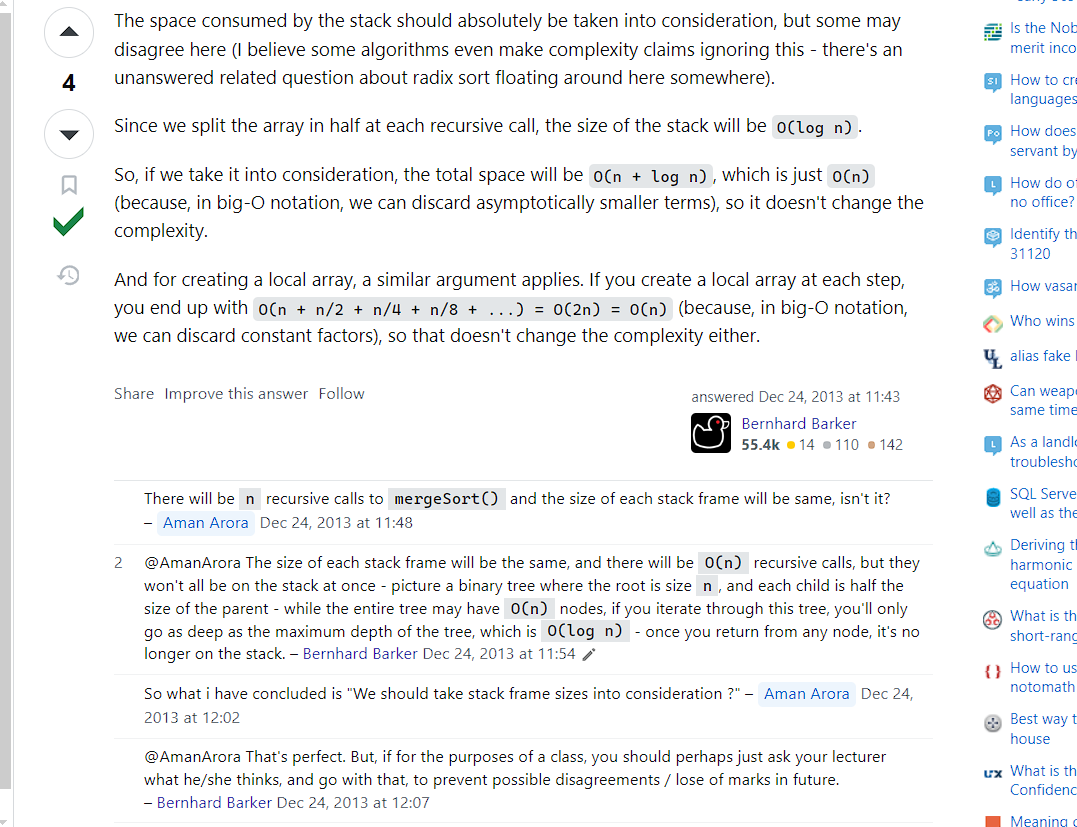 The space consumed by the stack should absolutely be taken into consideration, but some may
disagree here (I believe some algorithms even make complexity claims ignoring this - there's an
unanswered related question about radix sort floating around here somewhere).
4
Since we split the array in half at each recursive call, the size of the stack will be O(log n).
So, if we take it into consideration, the total space will be O(n + log n), which is just O(n)
(because, in big-O notation, we can discard asymptotically smaller terms), so it doesn't change the
complexity.
And for creating a local array, a similar argument applies. If you create a local array at each step,
you end up with O(n + n/2 + n/4 + n/8 + ...) = O(2n) = O(n) (because, in big-O notation,
we can discard constant factors), so that doesn't change the complexity either.
Share Improve this answer Follow
answered Dec 24, 2013 at 11:43
Bernhard Barker
55.4k 14 110 142
There will be n recursive calls to mergeSort() and the size of each stack frame will be same, isn't it?
– Aman Arora Dec 24, 2013 at 11:48
2 @AmanArora The size of each stack frame will be the same, and there will be O(n) recursive calls, but they
won't all be on the stack at once - picture a binary tree where the root is size n, and each child is half the
size of the parent - while the entire tree may have O(n) nodes, if you iterate through this tree, you'll only
go as deep as the maximum depth of the tree, which is O(log n) - once you return from any node, it's no
longer on the stack. – Bernhard Barker Dec 24, 2013 at 11:54
So what i have concluded is "We should take stack frame sizes into consideration ?" – Aman Arora Dec 24,
2013 at 12:02
@AmanArora That's perfect. But, if for the purposes of a class, you should perhaps just ask your lecturer
what he/she thinks, and go with that, to prevent possible disagreements / lose of marks in future.
– Bernhard Barker Dec 24, 2013 at 12:07
Is the Nob
merit inco
How to cre
languages
How does
servant by
How do of
no office?
Identify th
31120
How vasan
Who wins
alias fake
Can weapo
same time
As a landlo
troublesho
SQL Serve
well as the
Deriving th
harmonic
equation
What is th
short-rang
How to us
notomath
Best way t
house
What is th
Confidenc
Meaning